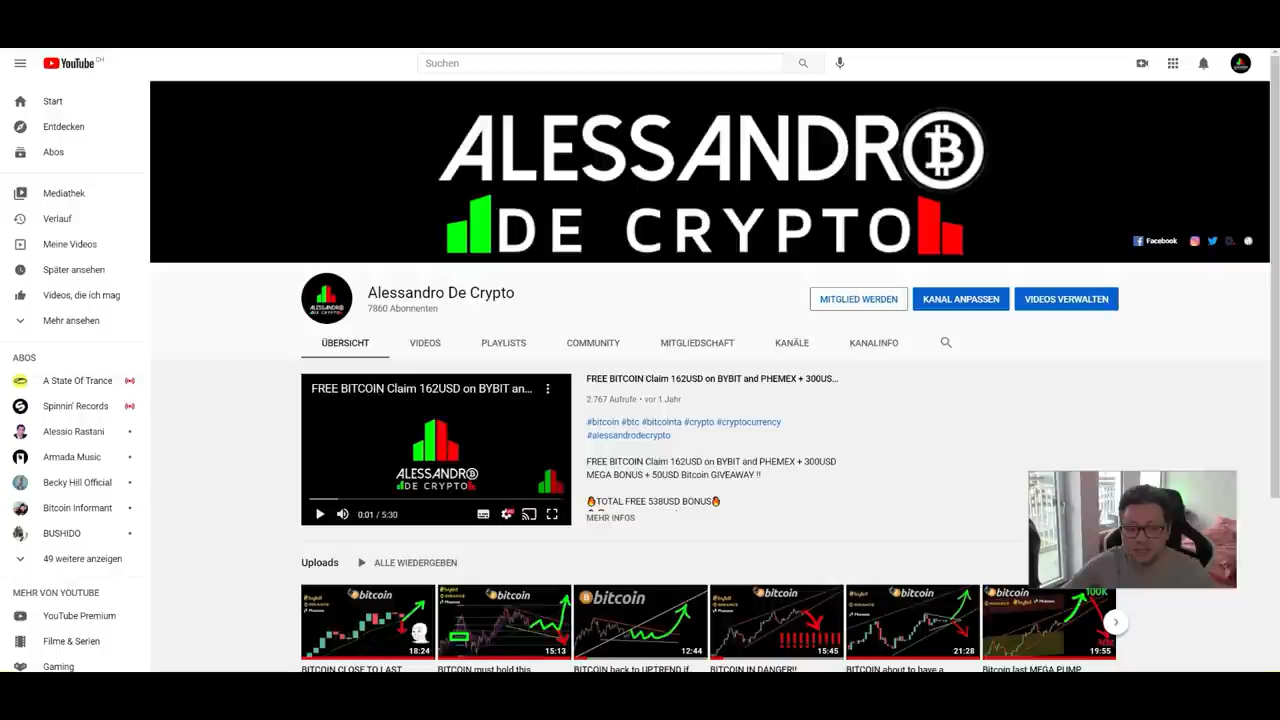 YouTube CH
Suchen
Start
Entdecken
Abos
Mediathek
Verlauf
Meine Videos
Später ansehen
Videos, die ich mag
Mehr ansehen
ABOS
A State Of Trance
Spinnin' Records
Alessio Rastani
Armada Music
Becky Hill Official
Bitcoin Informant
BUSHIDO
49 weitere anzeigen
MEHR VON YOUTUBE
YouTube Premium
Filme & Serien
Gaming
ALESSANDRO
DE CRYPTO
Facebook
Alessandro De Crypto
7860 Abonnenten
MITGLIED WERDEN
KANAL ANPASSEN
VIDEOS VERWALTEN
ÜBERSICHT
VIDEOS
PLAYLISTS
COMMUNITY
MITGLIEDSCHAFT
KANÄLE
KANALINFO
FREE BITCOIN Claim 162USD on BYBIT an...
ALESSANDRO
DE CRYPTO
0:01 / 5:30
FREE BITCOIN Claim 162USD on BYBIT and PHEMEX + 300US...
2.767 Aufrufe • vor 1 Jahr
#bitcoin #btc #bitcointa #crypto #cryptocurrency
#alessandrodecrypto
FREE BITCOIN Claim 162USD on BYBIT and PHEMEX + 300USD
MEGA BONUS + 50USD Bitcoin GIVEAWAY !!
🔥TOTAL FREE 538USD BONUS🔥
MEHR INFOS
Uploads
ALLE WIEDERGEBEN
bitcoin
18:24
bitcoin
15:13
bitcoin
12:44
bitcoin
15:45
bitcoin
21:28
bitcoin
100K
19:55
BITCOIN CLOSE TO LAST
BITCOIN must hold this
BITCOIN back to UPTREND if
BITCOIN IN DANGER!!
BITCOIN about to have a
Bitcoin last MEGA PUMP